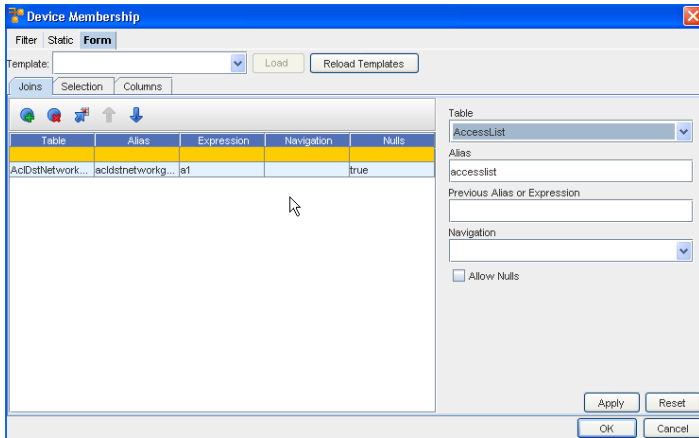 Device Membership
Filter Static Form
Template: Load Reload Templates
Joins Selection Columns
Table Alias Expression Navigation Nulls
AclDstNetwork... acldstnetworkg... a1 true
Table
AccessList
Alias
accesslist
Previous Alias or Expression
Navigation
Allow Nulls
Apply Reset
OK Cancel